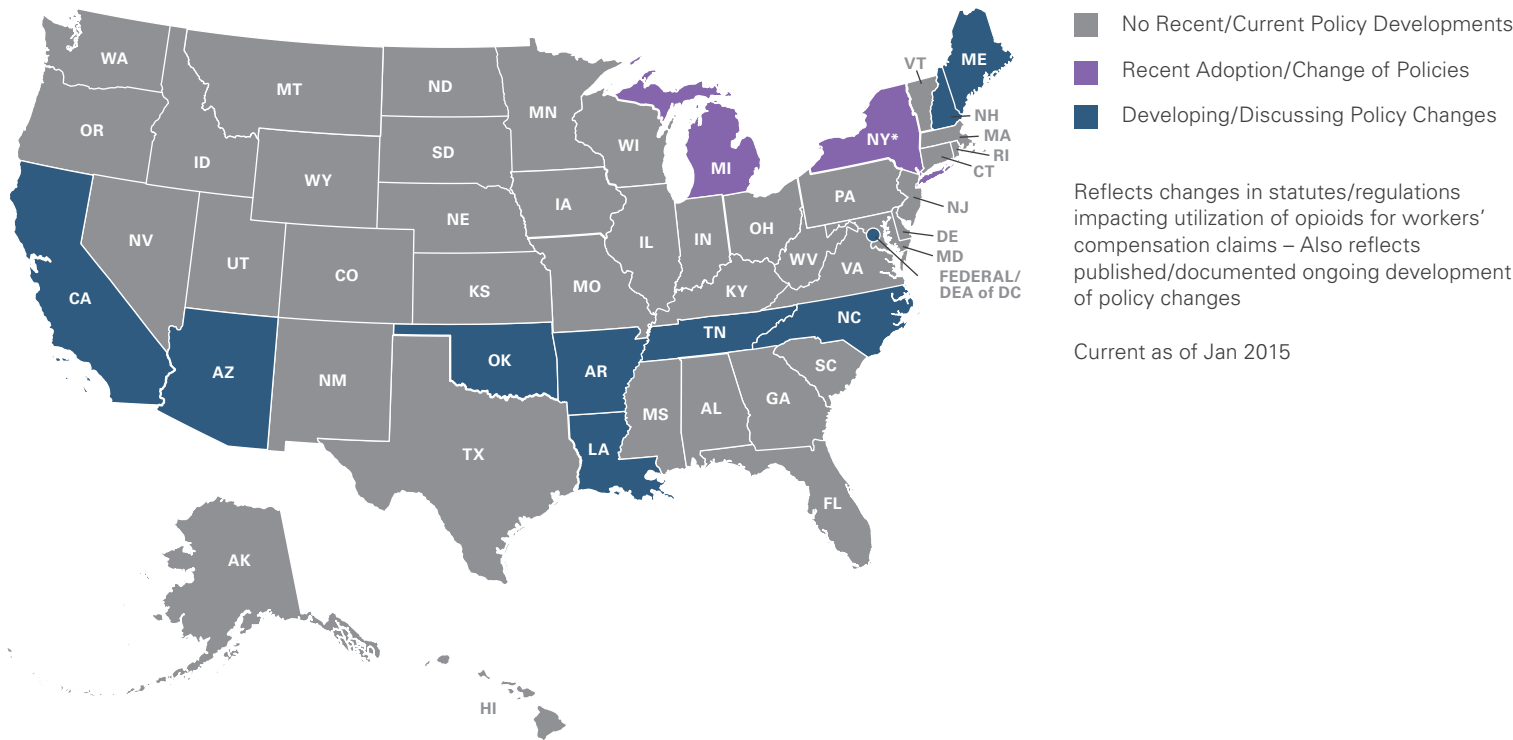 WA
MT
ND
MN
OR
ID
WY
SD
WI
MI
NY*
VT
ME
NH
MA
RI
CT
NV
UT
CO
NE
IA
IL
IN
OH
PA
NJ
DE
MD
FEDERAL/
DEA of DC
CA
KS
MO
KY
WV
VA
AZ
NM
OK
AR
TN
NC
SC
TX
LA
MS
AL
GA
FL
AK
HI
No Recent/Current Policy Developments
Recent Adoption/Change of Policies
Developing/Discussing Policy Changes
Reflects changes in statutes/regulations
impacting utilization of opioids for workers’
compensation claims – Also reflects
published/documented ongoing development
of policy changes
Current as of Jan 2015